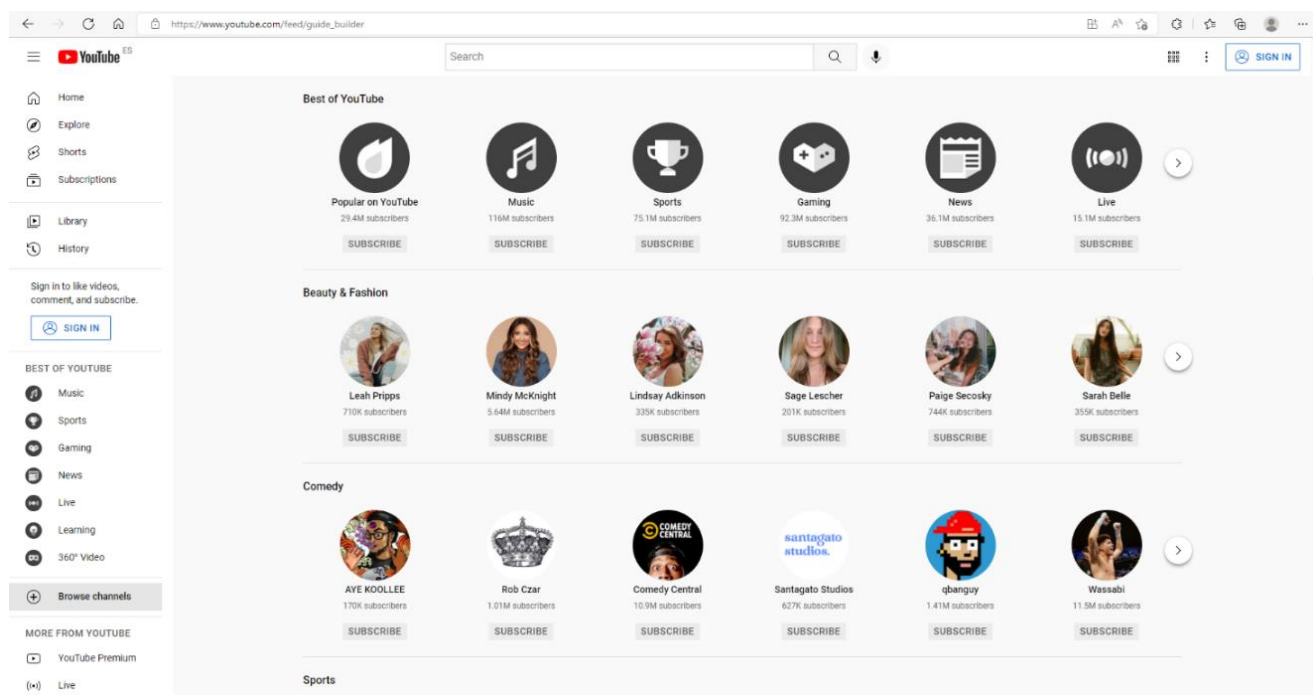 https://www.youtube.com/feed/guide_builder
YouTube ES
Search
SIGN IN
Home
Explore
Shorts
Subscriptions
Library
History
Sign in to like videos,
comment, and subscribe.
SIGN IN
BEST OF YOUTUBE
Music
Sports
Gaming
News
Live
Learning
360° Video
Browse channels
MORE FROM YOUTUBE
YouTube Premium
Live
Best of YouTube
Popular on YouTube Music Sports Gaming News Live
29.4M subscribers 116M subscribers 75.1M subscribers 92.3M subscribers 36.1M subscribers 15.1M subscribers
SUBSCRIBE SUBSCRIBE SUBSCRIBE SUBSCRIBE SUBSCRIBE SUBSCRIBE
Beauty & Fashion
Leah Pripps Mindy McKnight Lindsay Adkinson Sage Lescher Paige Secosky Sarah Belle
710K subscribers 5.64M subscribers 335K subscribers 201K subscribers 744K subscribers 355K subscribers
SUBSCRIBE SUBSCRIBE SUBSCRIBE SUBSCRIBE SUBSCRIBE SUBSCRIBE
Comedy
COMEDY
CENTRAL
santagato
studios.
AYE KOOLLEE Rob Czar Comedy Central Santagato Studios qbanguy Wassabi
170K subscribers 1.01M subscribers 10.9M subscribers 627K subscribers 1.41M subscribers 11.5M subscribers
SUBSCRIBE SUBSCRIBE SUBSCRIBE SUBSCRIBE SUBSCRIBE SUBSCRIBE
Sports